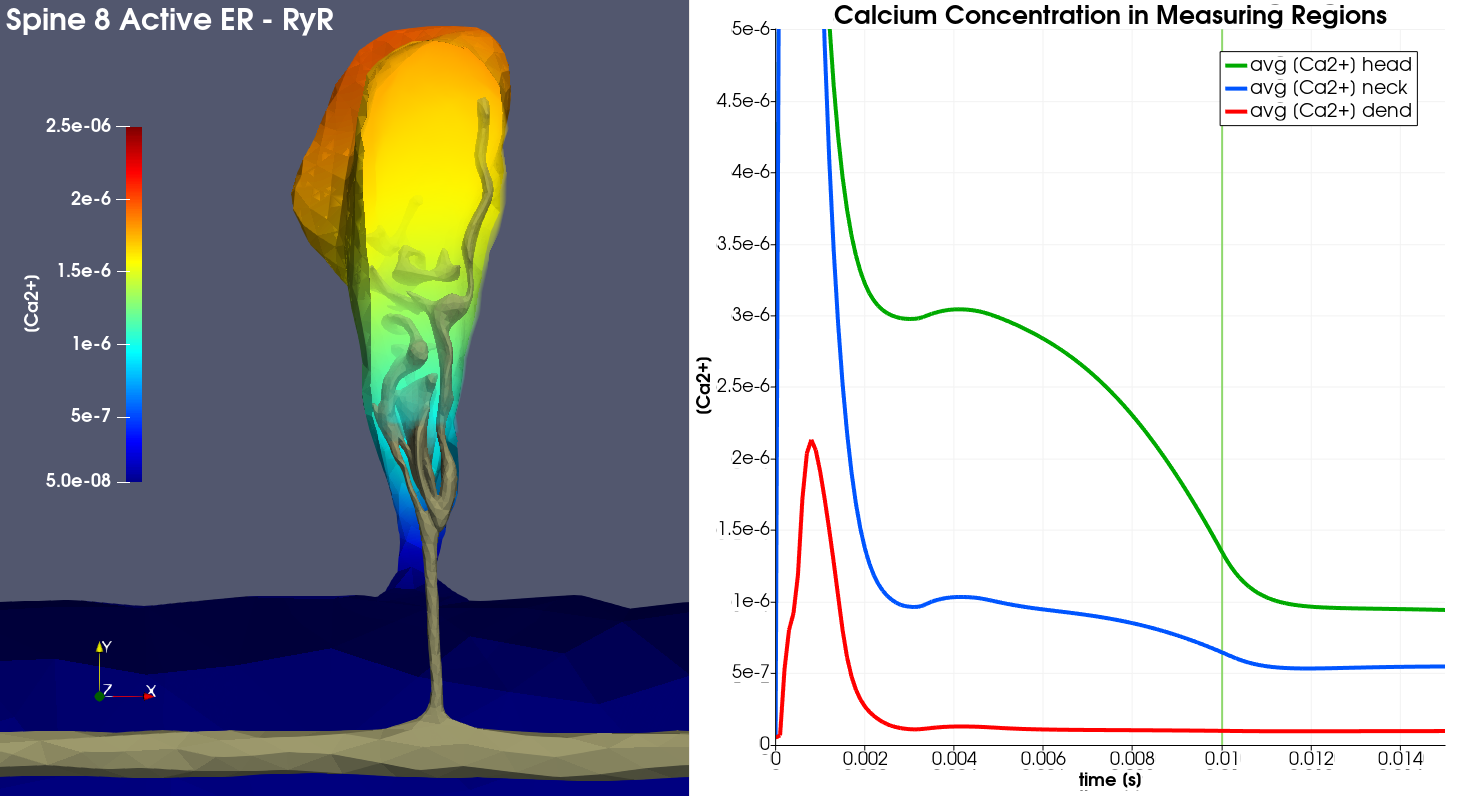 Spine 8 Active ER - RyR
2.5e-06
2e-6
1.5e-6
1e-6
5e-7
5.0e-08
(Ca2+)
Y
Z
X
Calcium Concentration in Measuring Regions
avg (Ca2+) head
avg (Ca2+) neck
avg (Ca2+) dend
5e-6
4.5e-6
4e-6
3.5e-6
3e-6
2.5e-6
2e-6
1.5e-6
1e-6
5e-7
0
(Ca2+)
0 0.002 0.004 0.006 0.008 0.01 0.012 0.014
time (s)